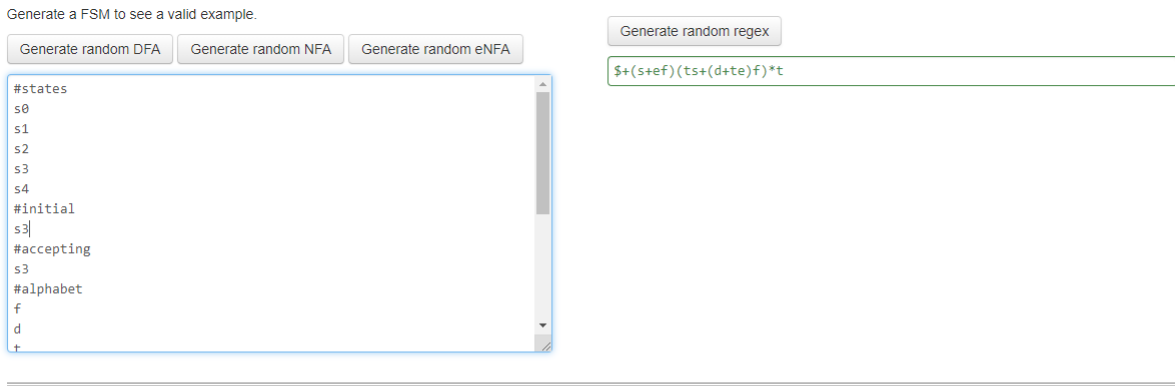 Generate a FSM to see a valid example.
Generate random DFA Generate random NFA Generate random eNFA
#states
s0
s1
s2
s3
s4
#initial
s3
#accepting
s3
#alphabet
f
d
t
Generate random regex
$+(s+ef)(ts+(d+te)f)*t